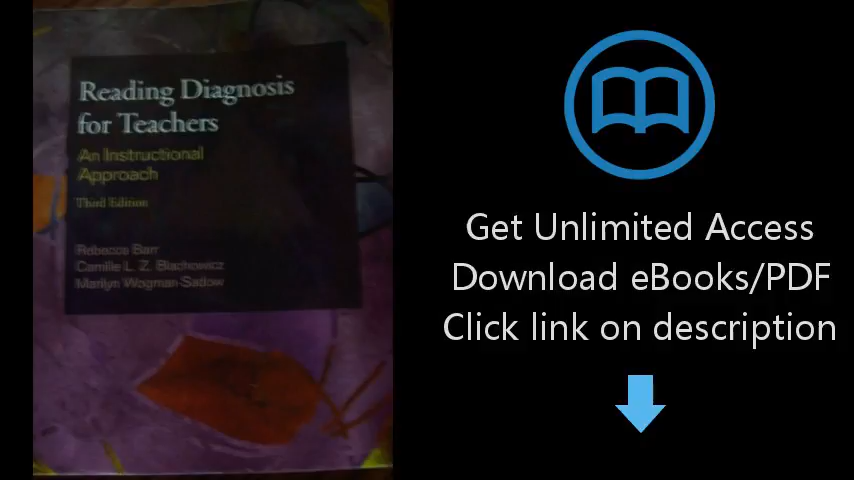 Reading Diagnosis
for Teachers
An Instructional
Approach
Third Edition
Rebecca Barr
Camille L. Z. Blachowicz
Marilyn Wogman-Sadow
Get Unlimited Access
Download eBooks/PDF
Click link on description